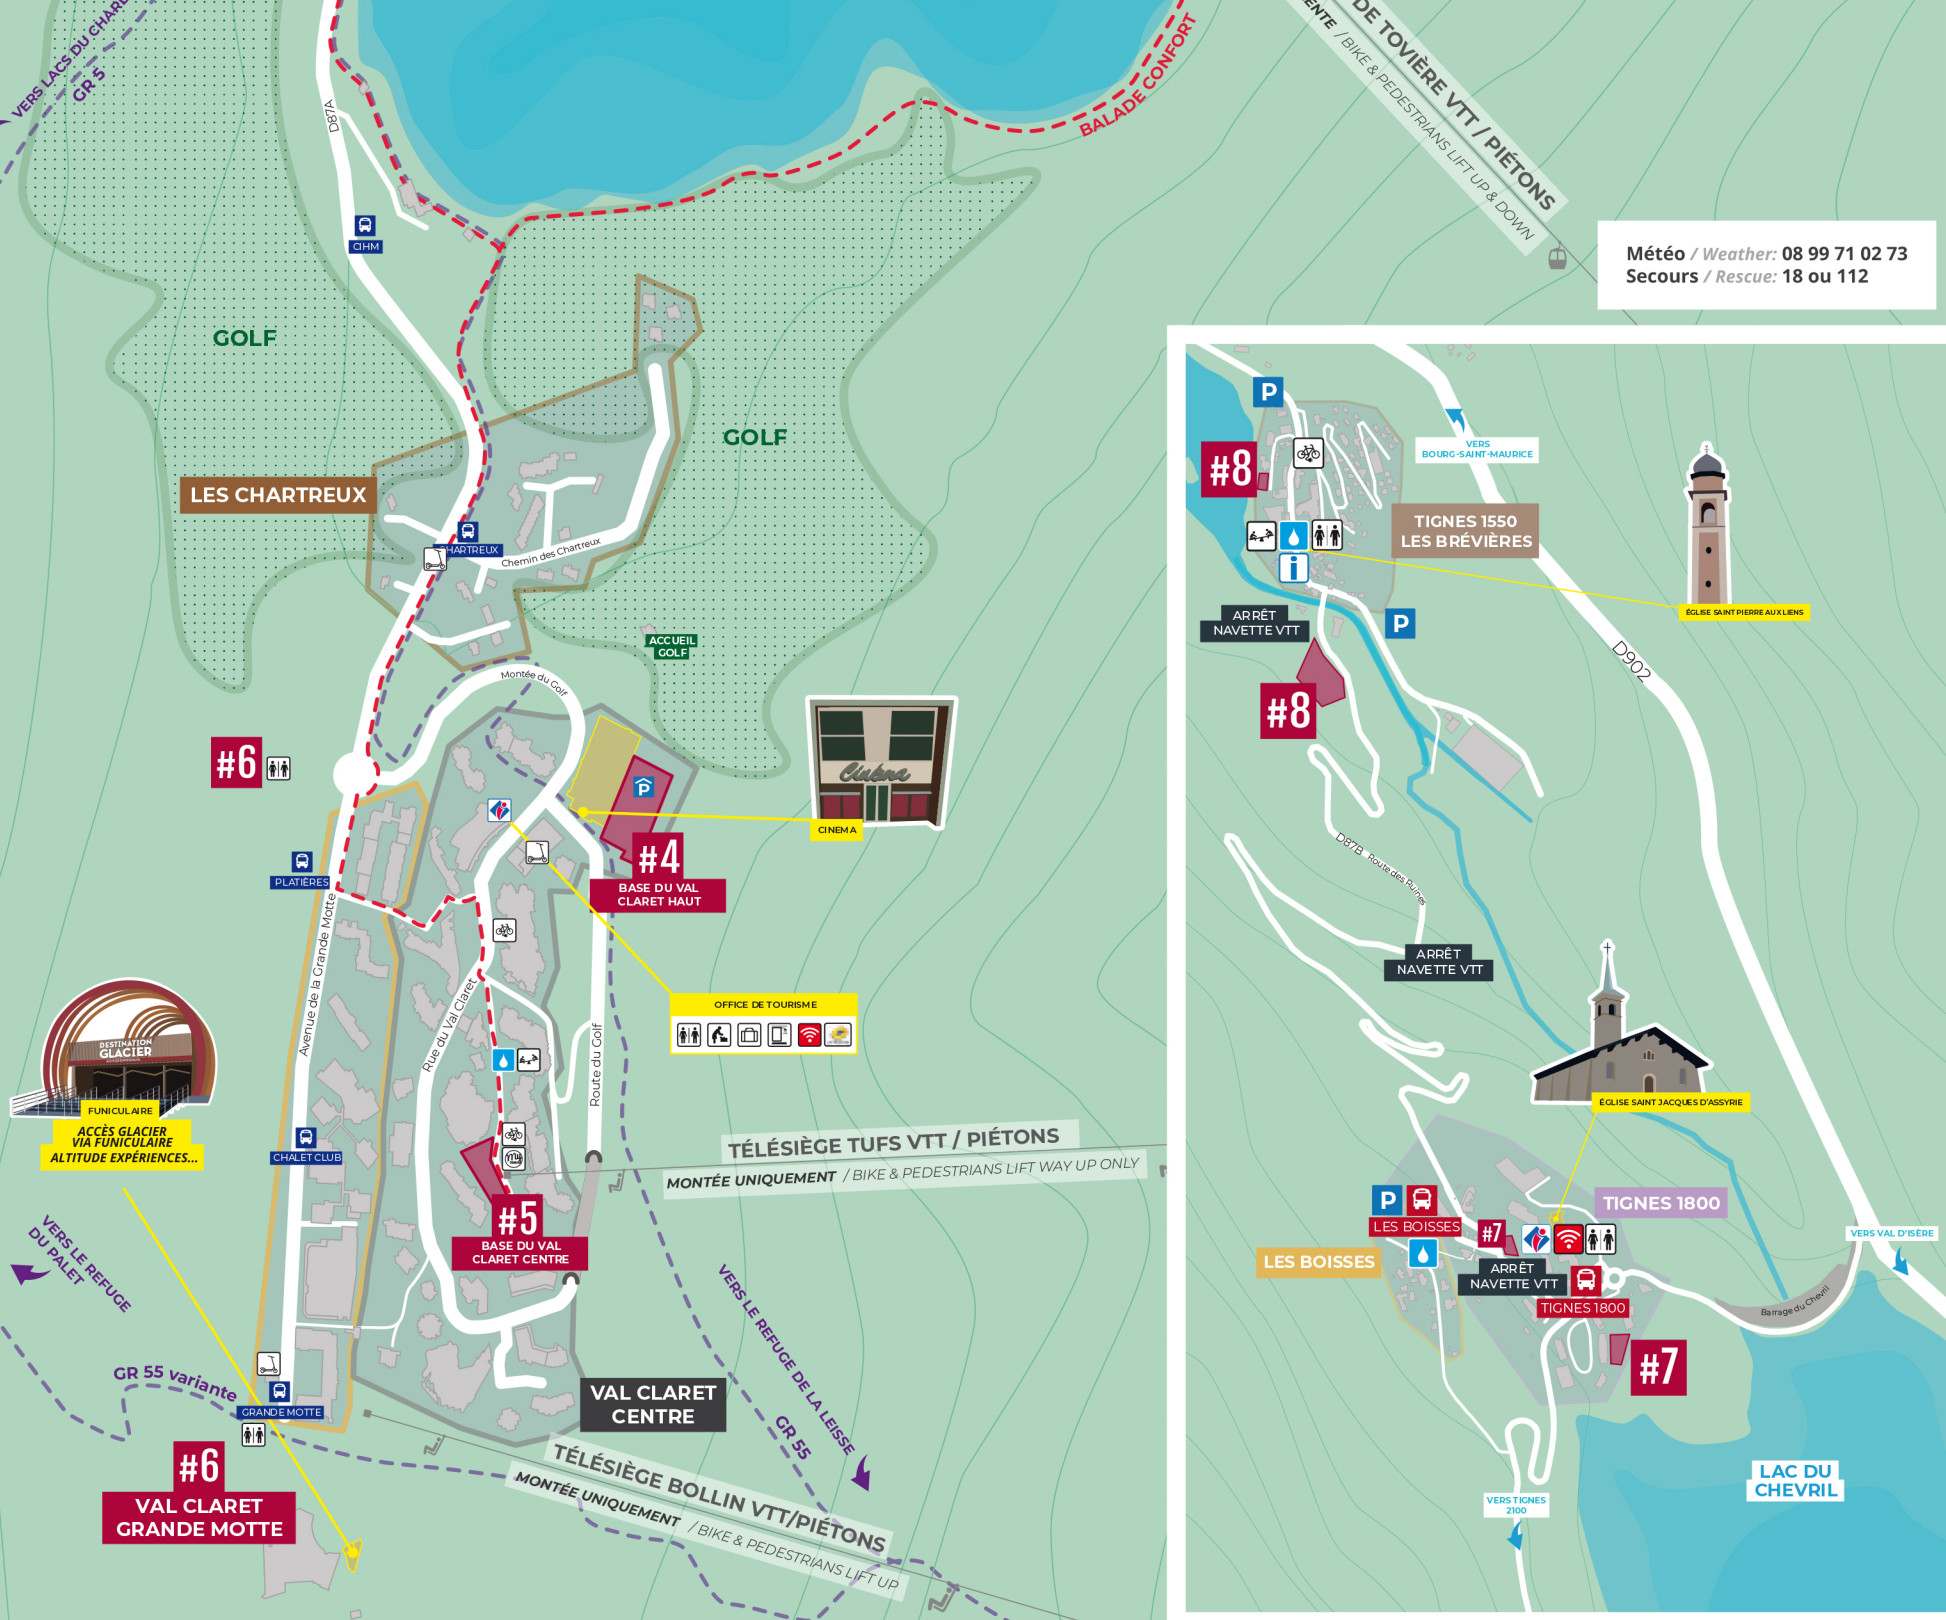 VERS LACS DU
GR 5
D87A
BALADE CONFORT
DE TOVIÈRE VTT / PIÉTONS
/ BIKE & PEDESTRIANS LIFT UP & DOWN
Météo / Weather: 08 99 71 02 73
Secours / Rescue: 18 ou 112
CIHM
GOLF
GOLF
LES CHARTREUX
CHARTREUX
Chemin des Chartreux
ACCUEIL
GOLF
Montée du Golf
#6
P
CINEMA
Cinéma
#4
BASE DU VAL
CLARET HAUT
PLATIÈRES
Avenue de la Grande Motte
Rue du Val Claret
Route du Golf
OFFICE DE TOURISME
DESTINATION
GLACIER
FUNICULAIRE
ACCÈS GLACIER
VIA FUNICULAIRE
ALTITUDE EXPÉRIENCES...
CHALET CLUB
TÉLÉSIÈGE TUFS VTT / PIÉTONS
MONTÉE UNIQUEMENT / BIKE & PEDESTRIANS LIFT WAY UP ONLY
#5
BASE DU VAL
CLARET CENTRE
VERS LE REFUGE
DU PALET
GR 55 variante
GRANDE MOTTE
#6
VAL CLARET
GRANDE MOTTE
VAL CLARET
CENTRE
VERS LE REFUGE DE LA LEISSE
GR 55
TÉLÉSIÈGE BOLLIN VTT/PIÉTONS
MONTÉE UNIQUEMENT / BIKE & PEDESTRIANS LIFT UP
P
VERS
BOURG-SAINT-MAURICE
#8
TIGNES 1550
LES BRÉVIÈRES
i
ÉGLISE SAINT PIERRE AUX LIENS
ARRÊT
NAVETTE VTT
P
D902
#8
D87B Route des Ruines
ARRÊT
NAVETTE VTT
ÉGLISE SAINT JACQUES D'ASSYRIE
P
LES BOISSES
TIGNES 1800
#7
LES BOISSES
ARRÊT
NAVETTE VTT
TIGNES 1800
VERS VAL D'ISÈRE
Barrage du Chevril
#7
LAC DU
CHEVRIL
VERS TIGNES
2100